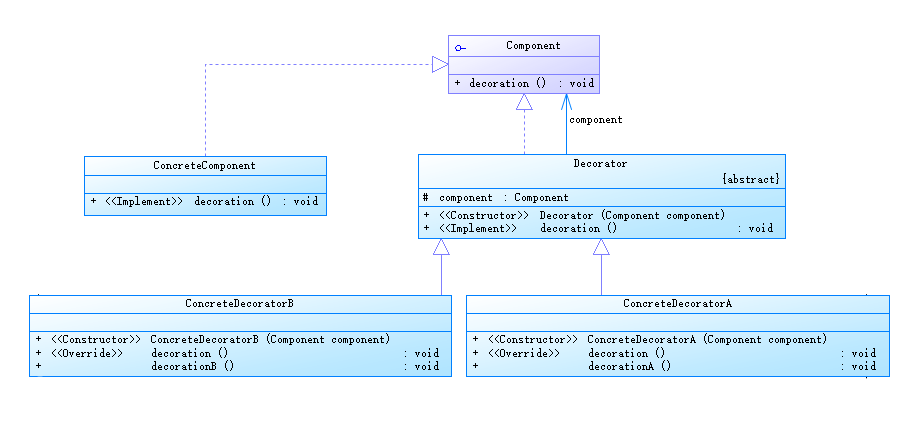 Component
+ decoration () : void
component
ConcreteComponent
+ <<Implement>> decoration () : void
Decorator
{abstract}
# component : Component
+ <<Constructor>> Decorator (Component component)
+ <<Implement>> decoration () : void
ConcreteDecoratorB
+ <<Constructor>> ConcreteDecoratorB (Component component)
+ <<Override>> decoration () : void
+ decorationB () : void
ConcreteDecoratorA
+ <<Constructor>> ConcreteDecoratorA (Component component)
+ <<Override>> decoration () : void
+ decorationA () : void